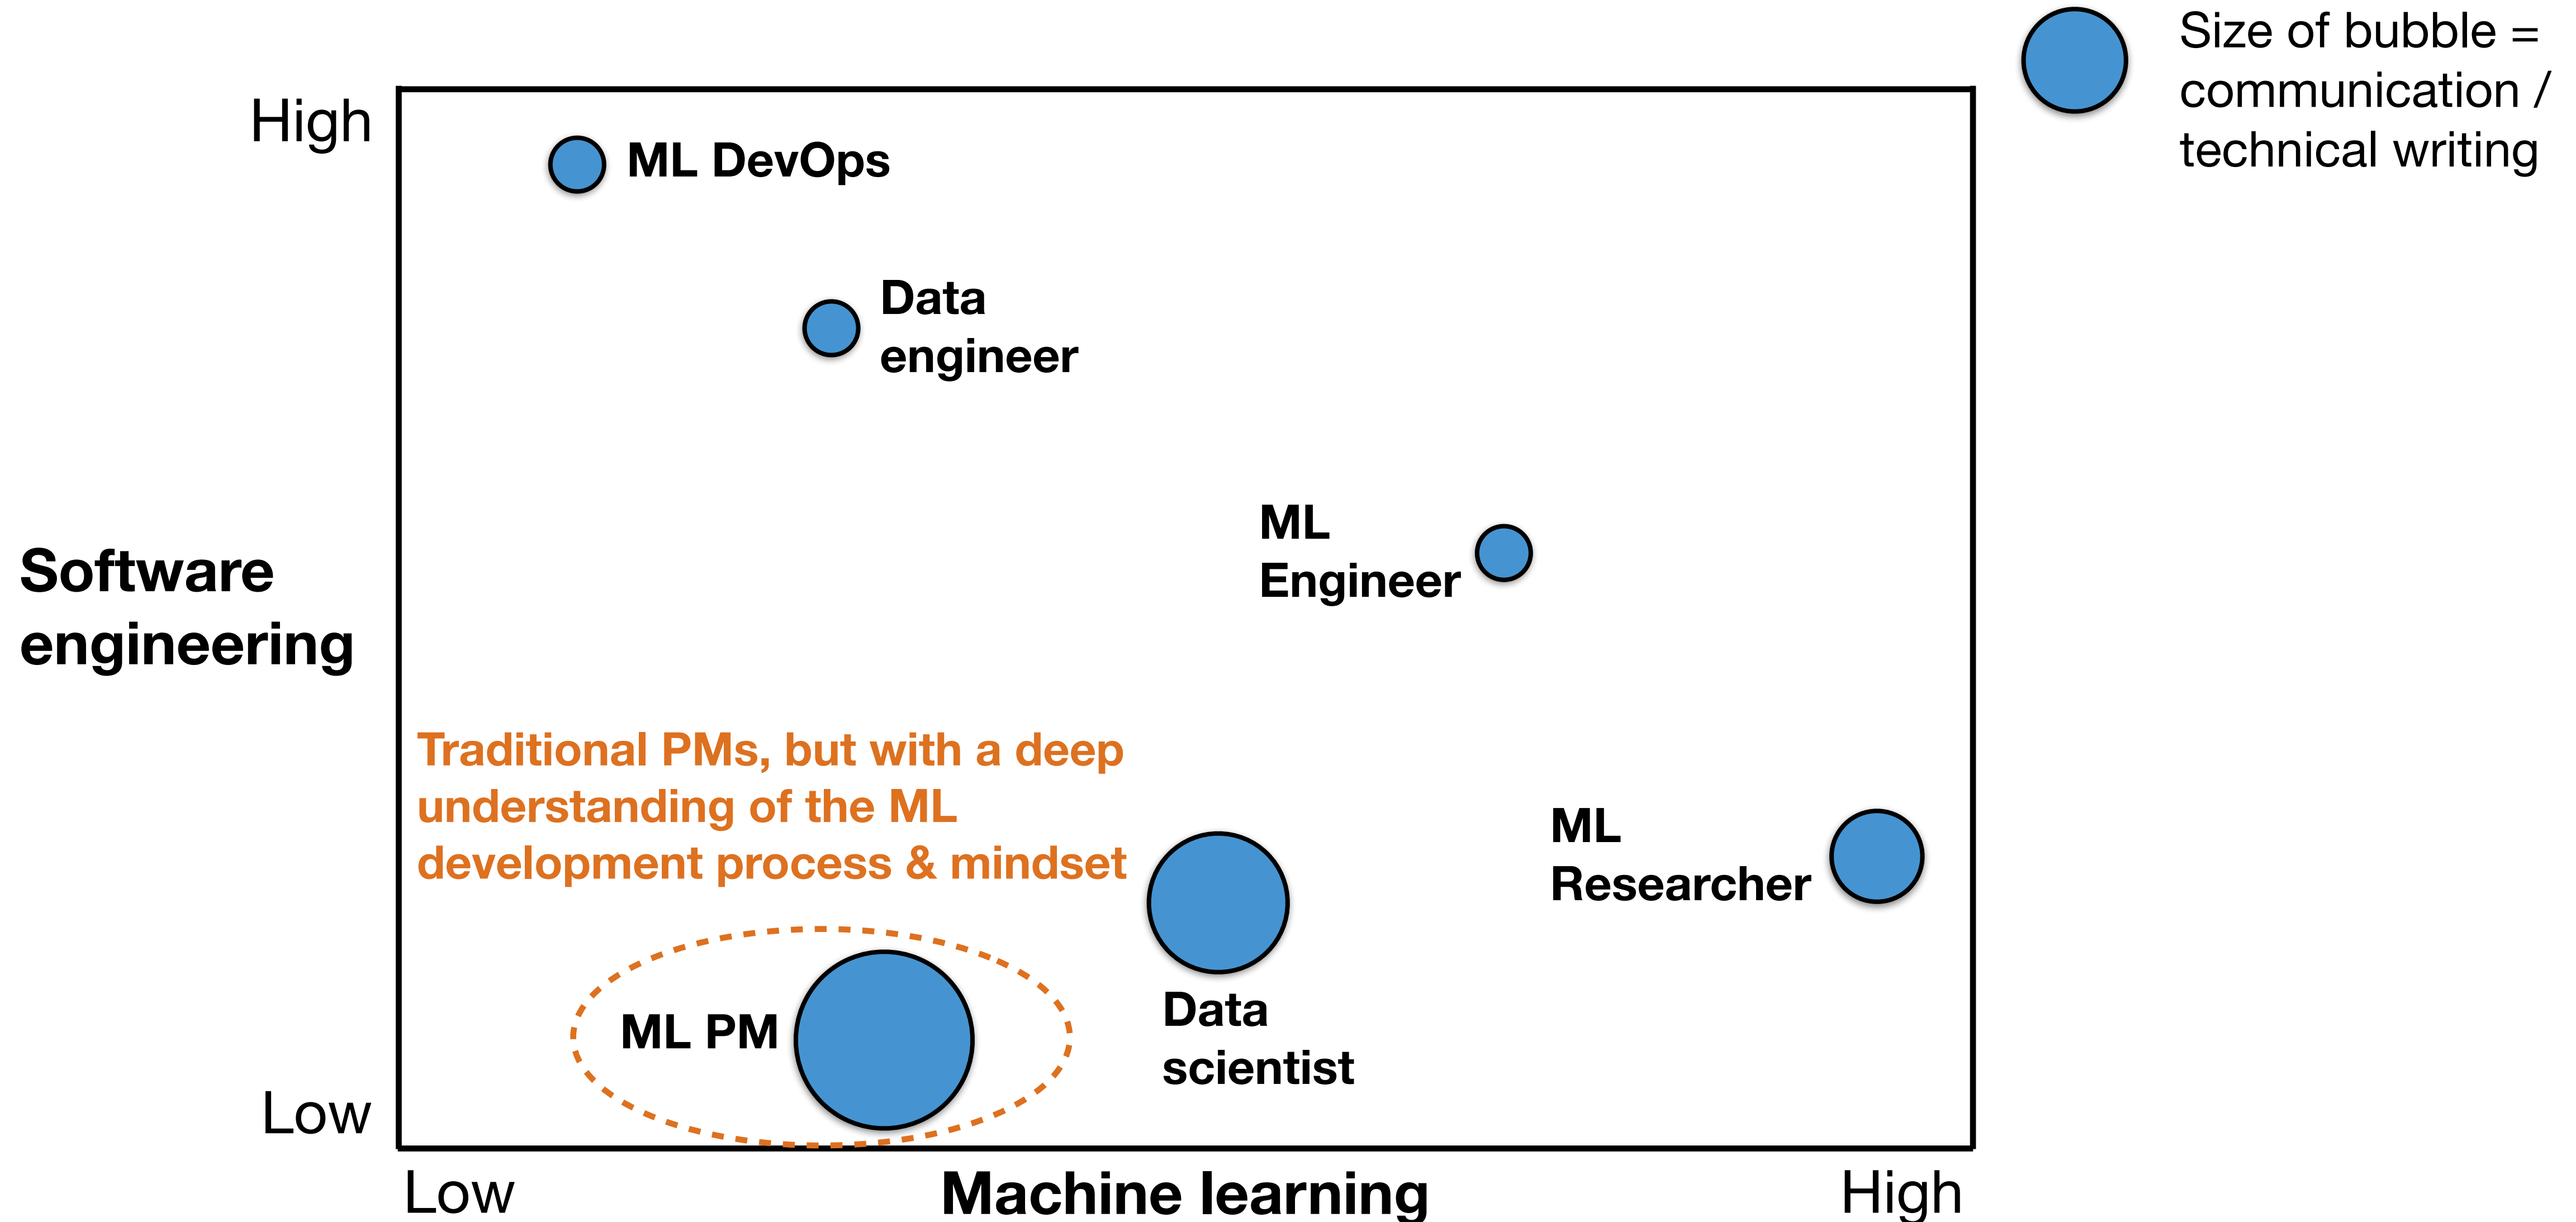 Size of bubble =
communication /
technical writing
High
ML DevOps
Data
engineer
ML
Engineer
Software
engineering
Traditional PMs, but with a deep
understanding of the ML
development process & mindset
ML
Researcher
ML PM
Data
scientist
Low
Low
Machine learning
High